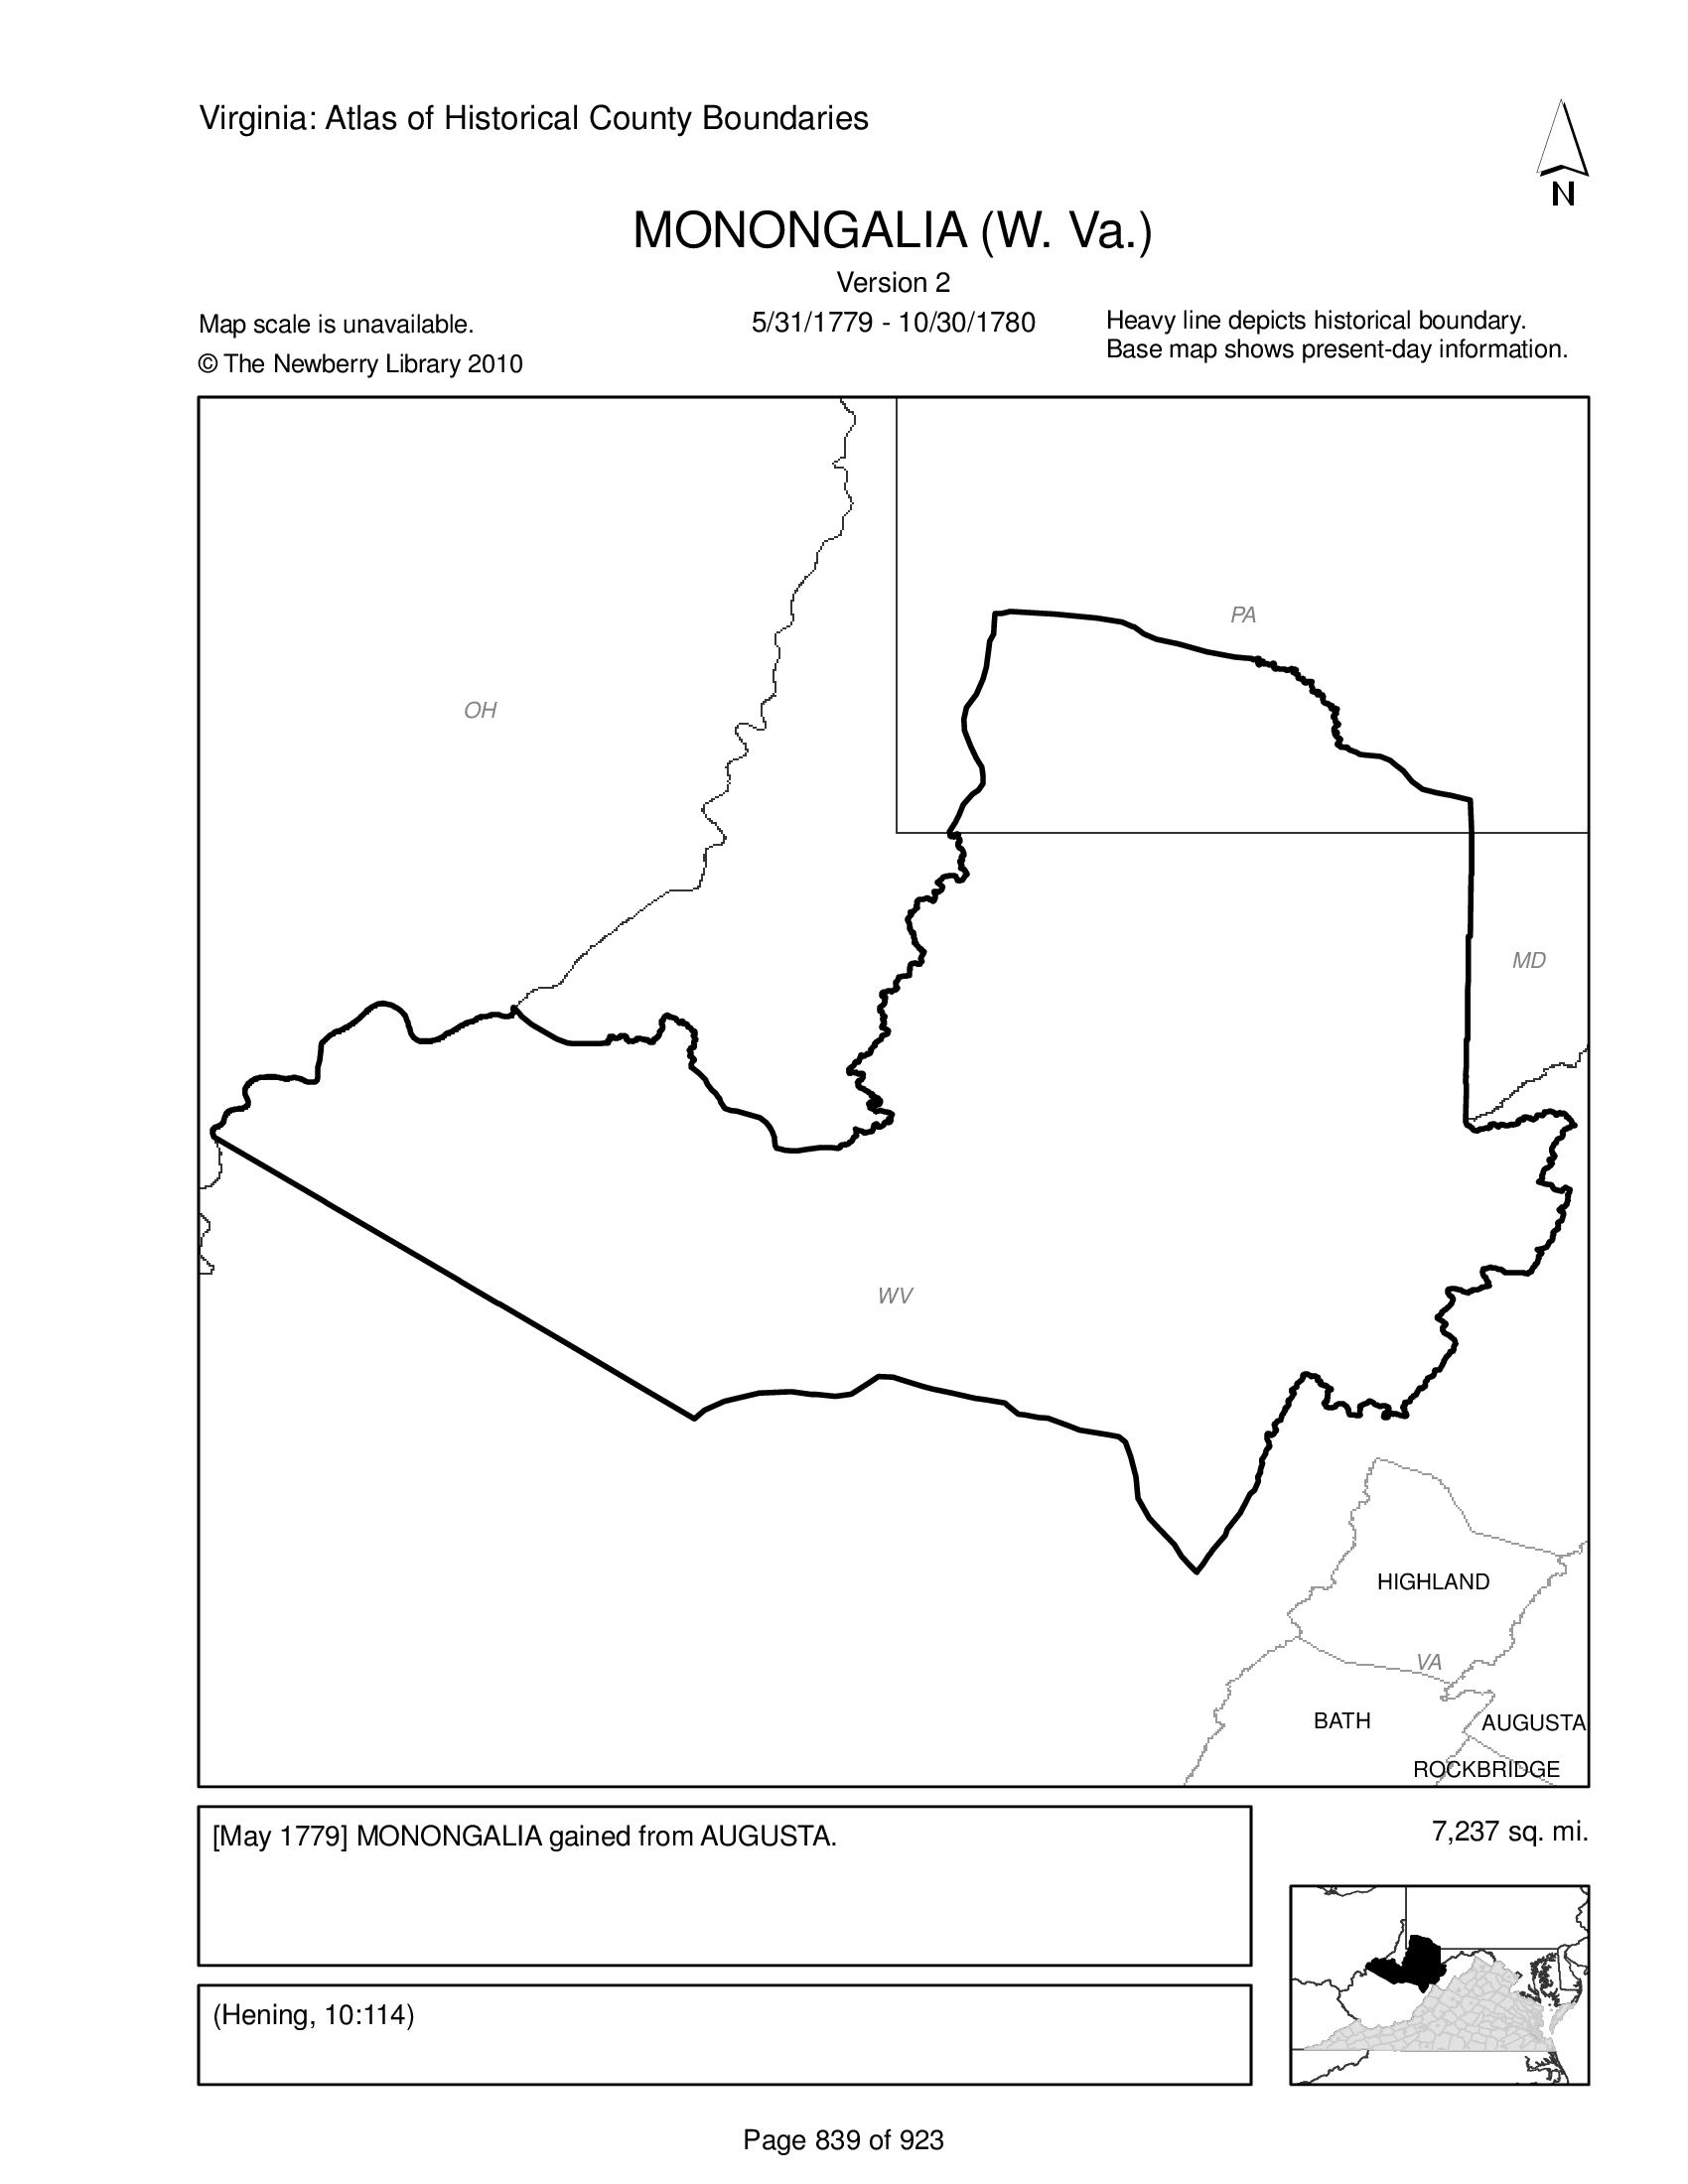 Virginia: Atlas of Historical County Boundaries
N
MONONGALIA (W. Va.)
Version 2
Map scale is unavailable.
5/31/1779 - 10/30/1780
Heavy line depicts historical boundary.
© The Newberry Library 2010
Base map shows present-day information.
PA
OH
MD
WV
HIGHLAND
VA
BATH
AUGUSTA
ROCKBRIDGE
[May 1779] MONONGALIA gained from AUGUSTA.
7,237 sq. mi.
(Hening, 10:114)
Page 839 of 923